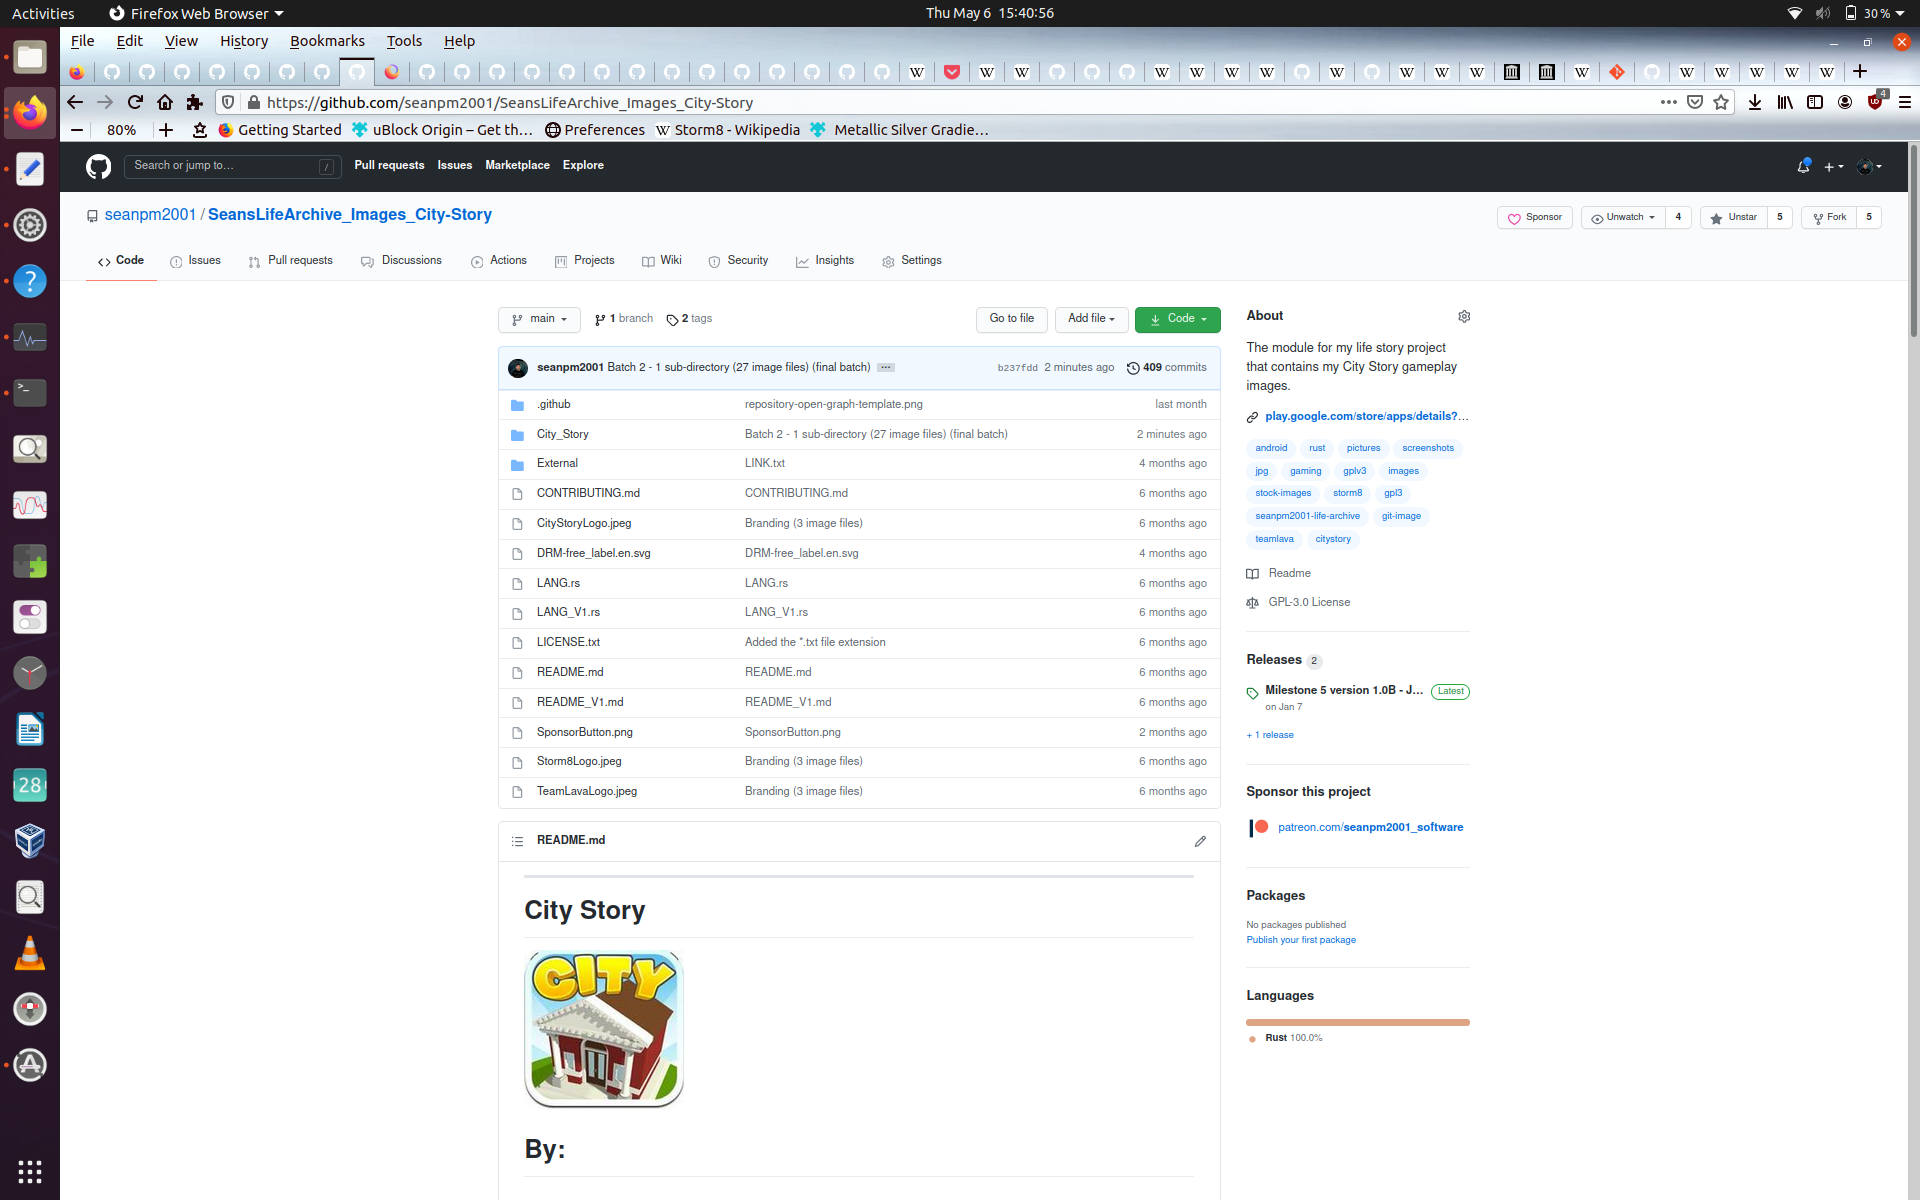 Activities Firefox Web Browser Thu May 6 15:40:56 30 %
File Edit View History Bookmarks Tools Help
https://github.com/seanpm2001/SeansLifeArchive_Images_City-Story 4
80% Getting Started uBlock Origin – Get th… Preferences Storm8 - Wikipedia Metallic Silver Gradie…
Search or jump to… / Pull requests Issues Marketplace Explore
seanpm2001 / SeansLifeArchive_Images_City-Story Sponsor Unwatch 4 Unstar 5 Fork 5
Code Issues Pull requests Discussions Actions Projects Wiki Security Insights Settings
main 1 branch 2 tags Go to file Add file Code
seanpm2001 Batch 2 - 1 sub-directory (27 image files) (final batch) … b237fdd 2 minutes ago 409 commits
.github repository-open-graph-template.png last month
City_Story Batch 2 - 1 sub-directory (27 image files) (final batch) 2 minutes ago
External LINK.txt 4 months ago
CONTRIBUTING.md CONTRIBUTING.md 6 months ago
CityStoryLogo.jpeg Branding (3 image files) 6 months ago
DRM-free_label.en.svg DRM-free_label.en.svg 4 months ago
LANG.rs LANG.rs 6 months ago
LANG_V1.rs LANG_V1.rs 6 months ago
LICENSE.txt Added the *.txt file extension 6 months ago
README.md README.md 6 months ago
README_V1.md README_V1.md 6 months ago
SponsorButton.png SponsorButton.png 2 months ago
Storm8Logo.jpeg Branding (3 image files) 6 months ago
TeamLavaLogo.jpeg Branding (3 image files) 6 months ago
README.md
City Story
CITY
By:
About
The module for my life story project
that contains my City Story gameplay
images.
play.google.com/store/apps/details?…
android rust pictures screenshots
jpg gaming gplv3 images
stock-images storm8 gpl3
seanpm2001-life-archive git-image
teamlava citystory
Readme
GPL-3.0 License
Releases 2
Milestone 5 version 1.0B - J… Latest
on Jan 7
+ 1 release
Sponsor this project
patreon.com/seanpm2001_software
Packages
No packages published
Publish your first package
Languages
Rust 100.0%
28